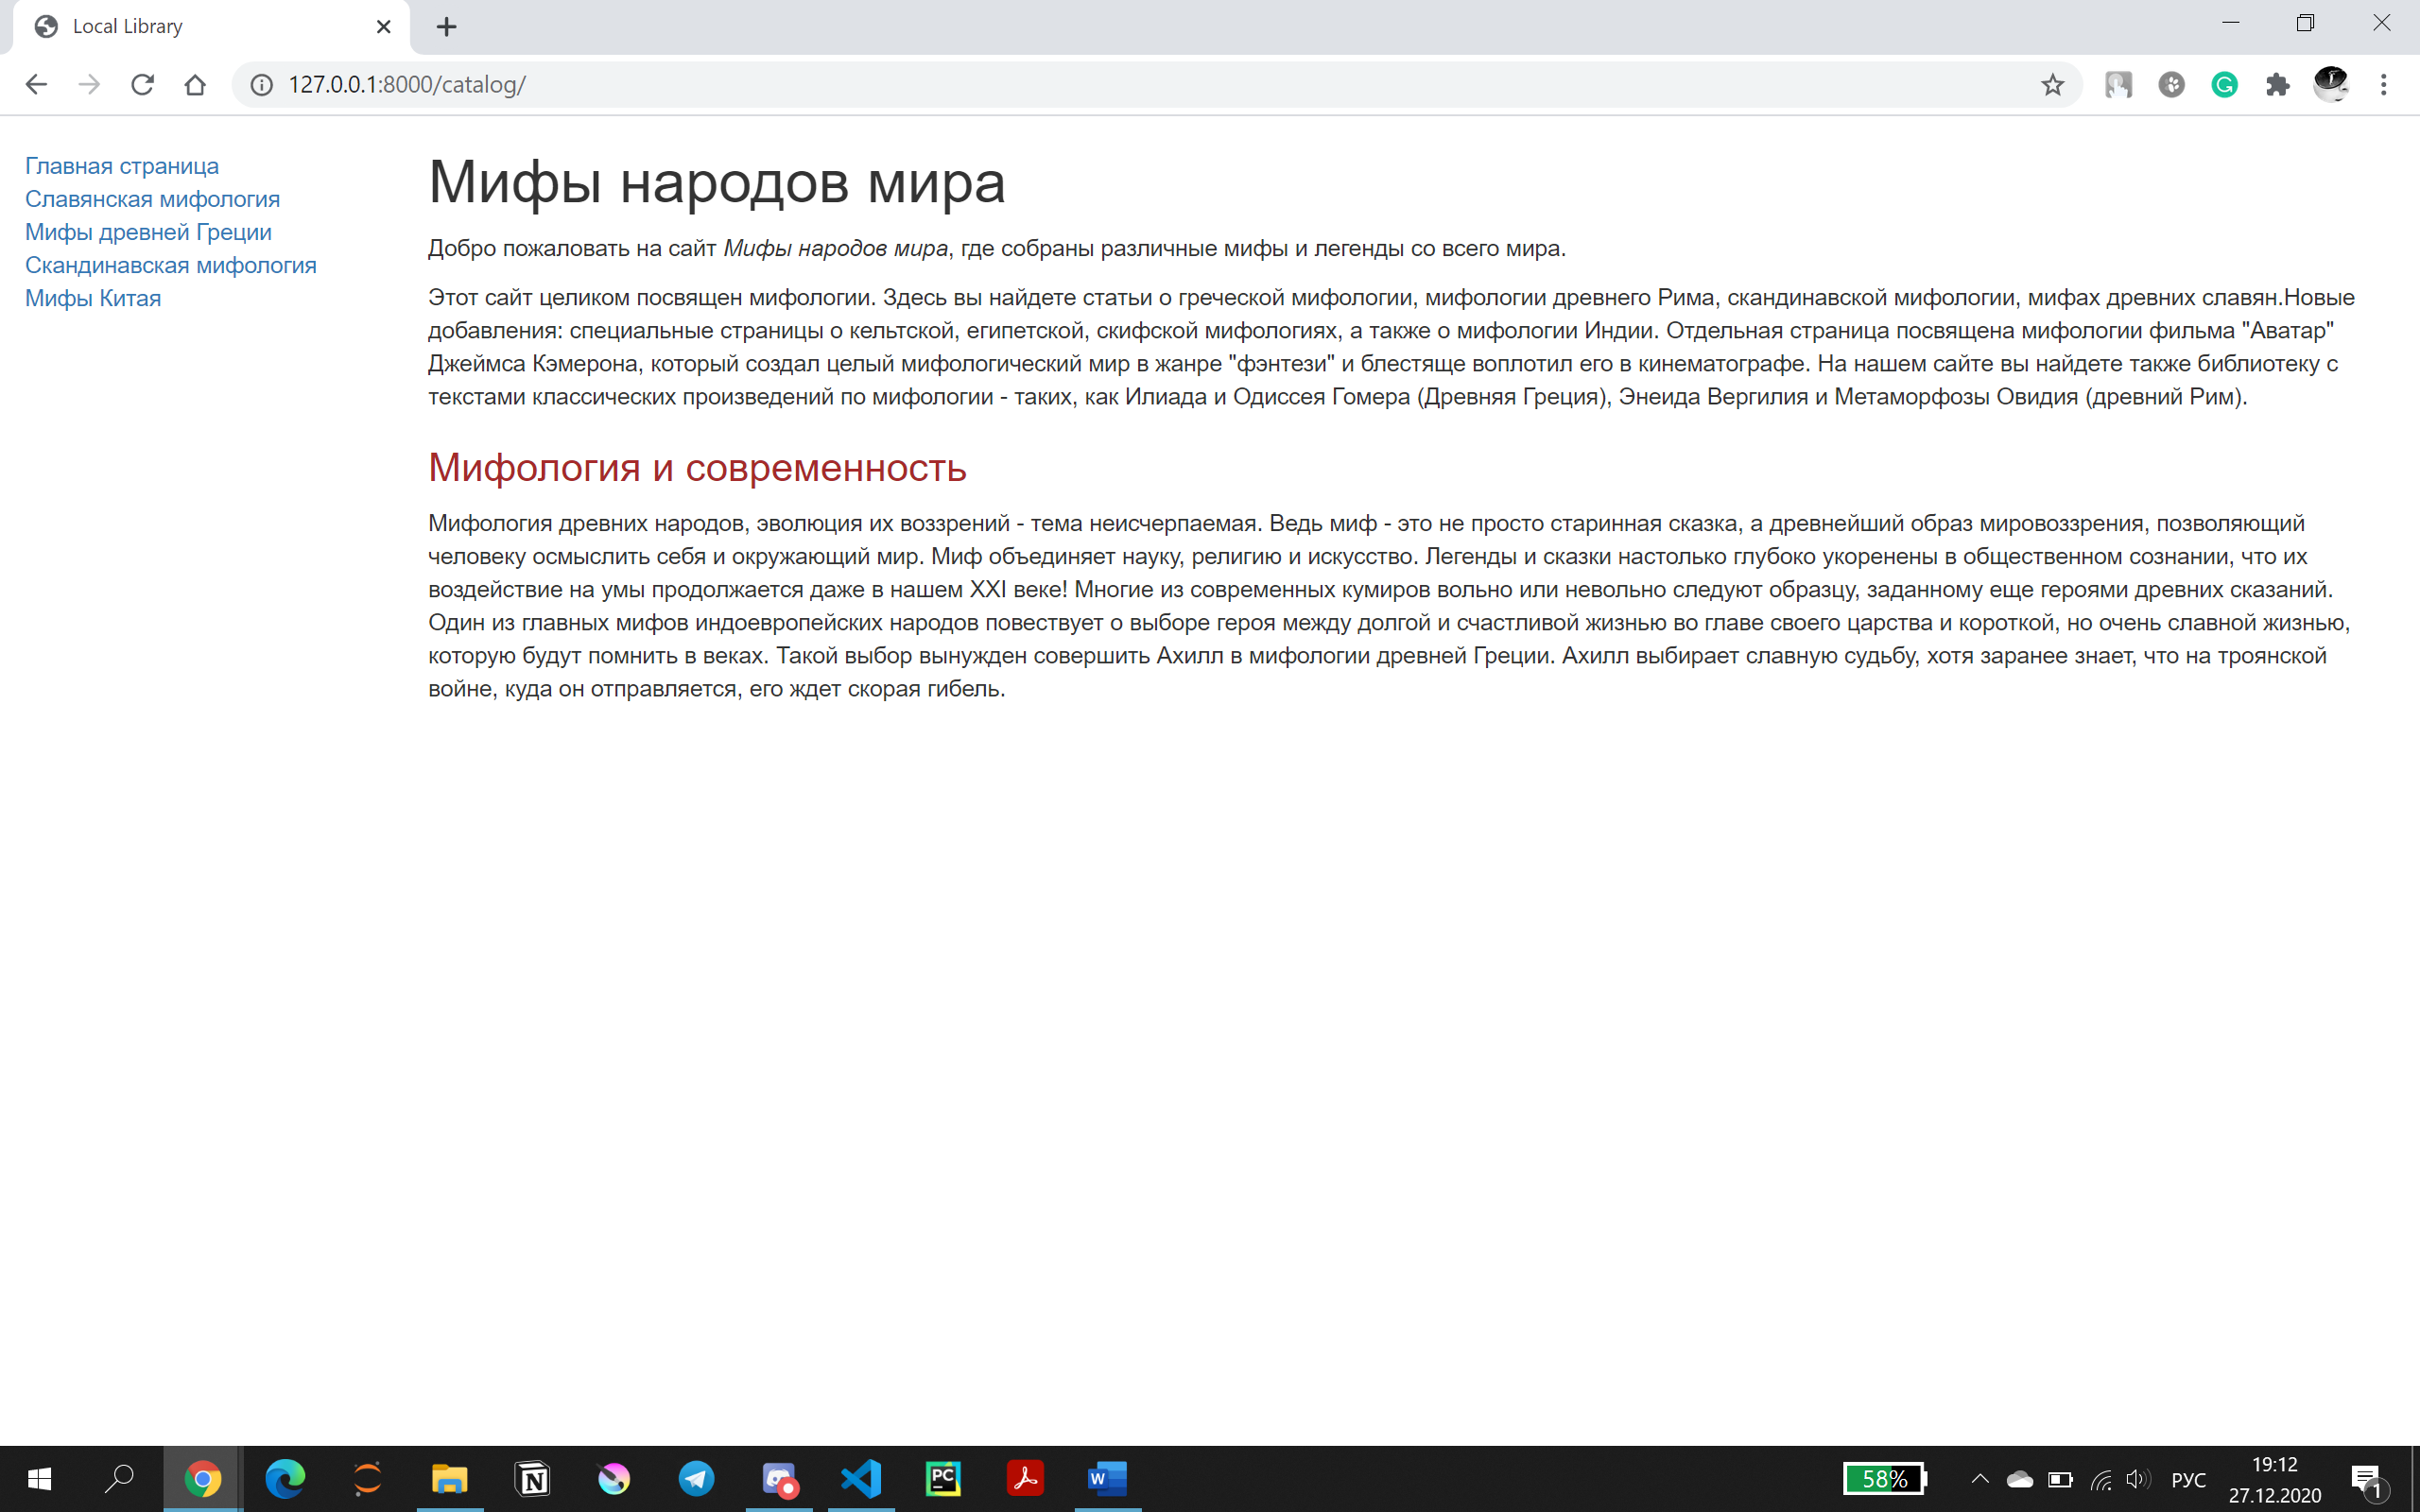 Local Library
127.0.0.1:8000/catalog/
Главная страница
Славянская мифология
Мифы древней Греции
Скандинавская мифология
Мифы Китая
Мифы народов мира
Добро пожаловать на сайт Мифы народов мира, где собраны различные мифы и легенды со всего мира.
Этот сайт целиком посвящен мифологии. Здесь вы найдете статьи о греческой мифологии, мифологии древнего Рима, скандинавской мифологии, мифах древних славян.Новые
добавления: специальные страницы о кельтской, египетской, скифской мифологиях, а также о мифологии Индии. Отдельная страница посвящена мифологии фильма "Аватар"
Джеймса Кэмерона, который создал целый мифологический мир в жанре "фэнтези" и блестяще воплотил его в кинематографе. На нашем сайте вы найдете также библиотеку с
текстами классических произведений по мифологии - таких, как Илиада и Одиссея Гомера (Древняя Греция), Энеида Вергилия и Метаморфозы Овидия (древний Рим).
Мифология и современность
Мифология древних народов, эволюция их воззрений - тема неисчерпаемая. Ведь миф - это не просто старинная сказка, а древнейший образ мировоззрения, позволяющий
человеку осмыслить себя и окружающий мир. Миф объединяет науку, религию и искусство. Легенды и сказки настолько глубоко укоренены в общественном сознании, что их
воздействие на умы продолжается даже в нашем XXI веке! Многие из современных кумиров вольно или невольно следуют образцу, заданному еще героями древних сказаний.
Один из главных мифов индоевропейских народов повествует о выборе героя между долгой и счастливой жизнью во главе своего царства и короткой, но очень славной жизнью,
которую будут помнить в веках. Такой выбор вынужден совершить Ахилл в мифологии древней Греции. Ахилл выбирает славную судьбу, хотя заранее знает, что на троянской
войне, куда он отправляется, его ждет скорая гибель.
58%
РУС
19:12
27.12.2020
1